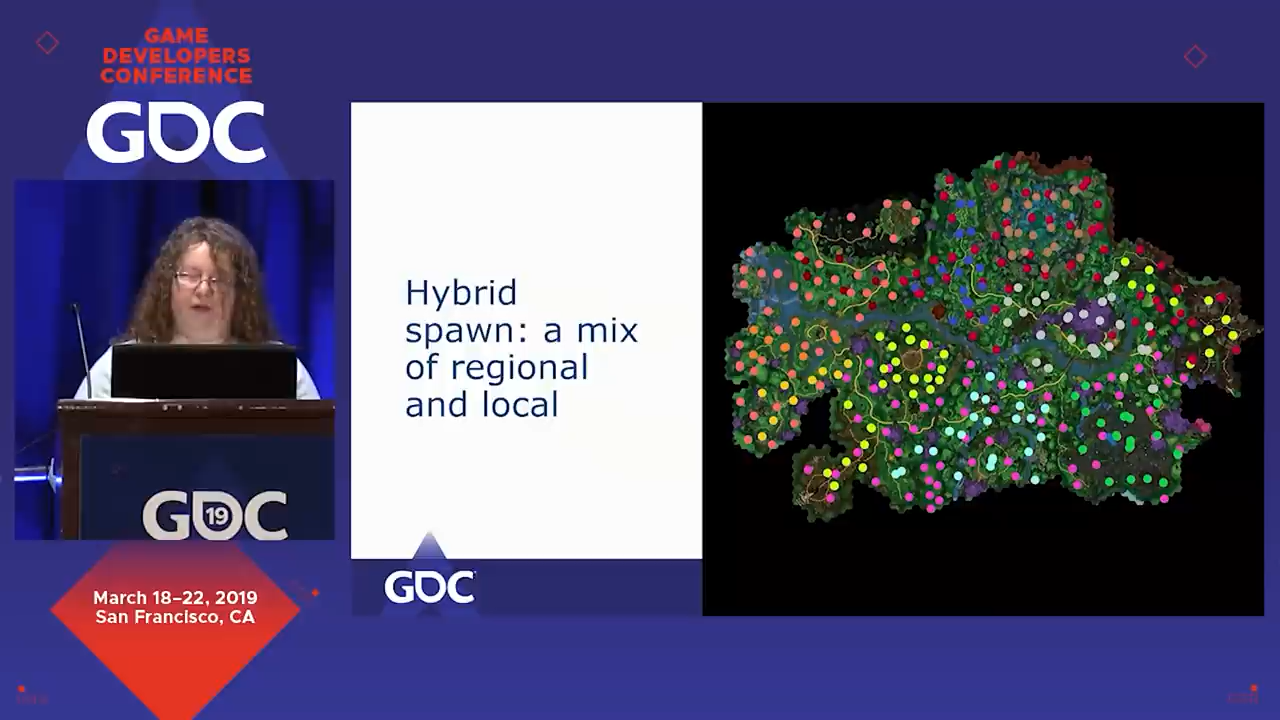 GAME
DEVELOPERS
CONFERENCE
GDC
Hybrid
spawn: a mix
of regional
and local
GDC
19
GDC
March 18–22, 2019
San Francisco, CA